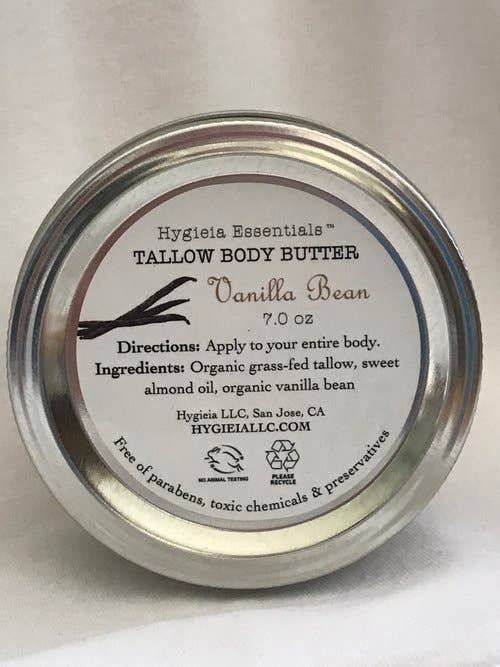 Hygieia Essentials™
TALLOW BODY BUTTER
Vanilla Bean
7.0 oz
Directions: Apply to your entire body.
Ingredients: Organic grass-fed tallow, sweet
almond oil, organic vanilla bean
Hygieia LLC, San Jose, CA
HYGIEIALLC.COM
NO ANIMAL TESTING
PLEASE
RECYCLE
Free of parabens, toxic chemicals & preservatives